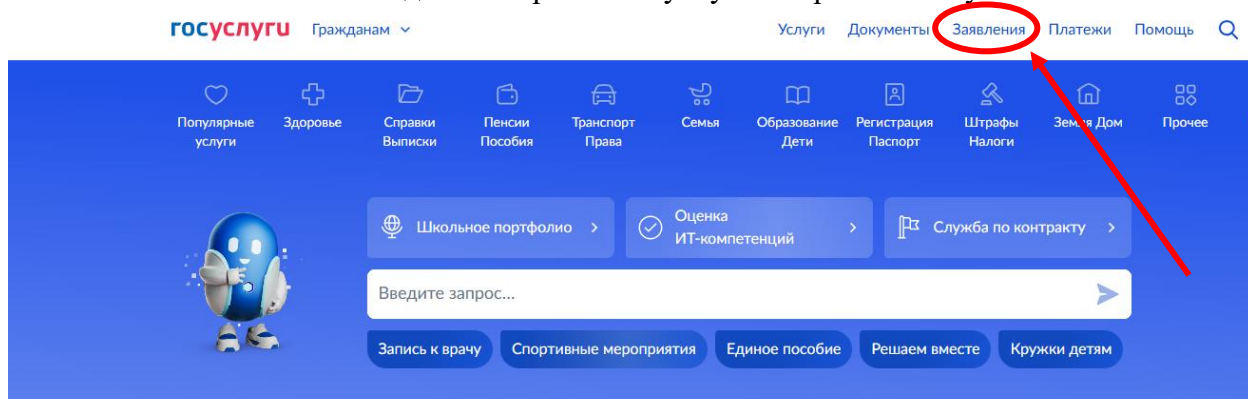 госуслуги Гражданам Услуги Документы Заявления Платежи Помощь
Популярные услуги
Здоровье
Справки Выписки
Пенсии Пособия
Транспорт Права
Семья
Образование Дети
Регистрация Паспорт
Штрафы Налоги
Земля Дом
Прочее
Школьное портфолио
Оценка
ИТ-компетенций
Служба по контракту
Введите запрос...
Запись к врачу Спортивные мероприятия Единое пособие Решаем вместе Кружки детям